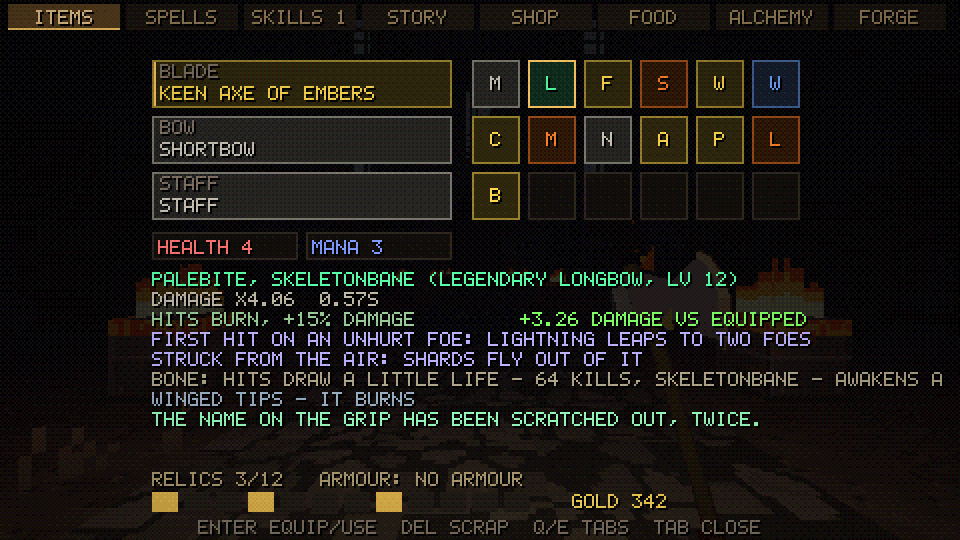 ITEMS SPELLS SKILLS 1 STORY SHOP FOOD ALCHEMY FORGE
BLADE
KEEN AXE OF EMBERS
M L F S W W
BOW
SHORTBOW
C M N A P L
STAFF
STAFF
B
HEALTH 4 MANA 3
PALEBITE, SKELETONBANE (LEGENDARY LONGBOW, LV 12)
DAMAGE X4.06 0.57S
HITS BURN, +15% DAMAGE +3.26 DAMAGE VS EQUIPPED
FIRST HIT ON AN UNHURT FOE: LIGHTNING LEAPS TO TWO FOES
STRUCK FROM THE AIR: SHARDS FLY OUT OF IT
BONE: HITS DRAW A LITTLE LIFE - 64 KILLS, SKELETONBANE - AWAKENS A
WINGED TIPS - IT BURNS
THE NAME ON THE GRIP HAS BEEN SCRATCHED OUT, TWICE.
RELICS 3/12 ARMOUR: NO ARMOUR
GOLD 342
ENTER EQUIP/USE DEL SCRAP Q/E TABS TAB CLOSE